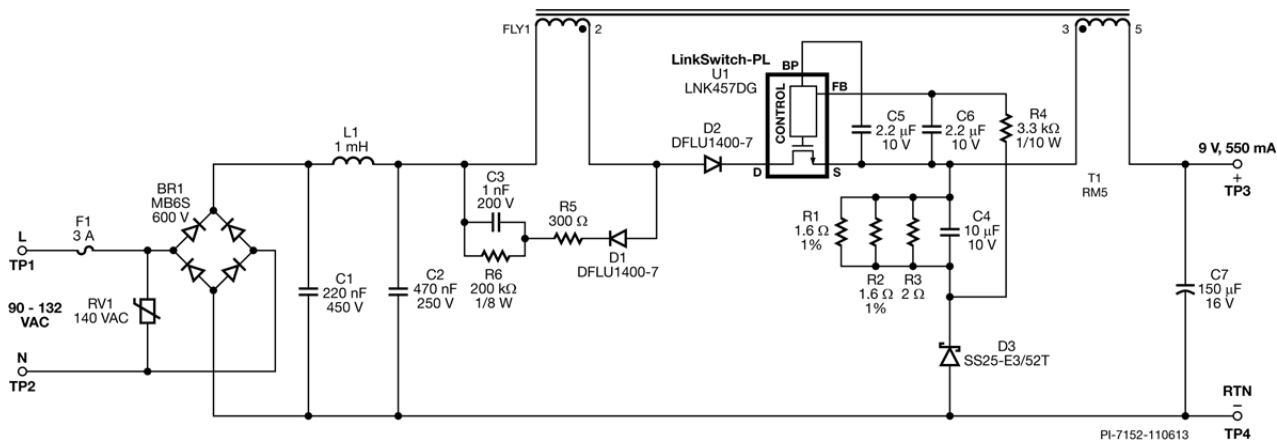 FLY1
2
3
5
LinkSwitch-PL
U1
LNK457DG
BP
FB
CONTROL
D
S
L1
1 mH
D2
DFLU1400-7
C5
2.2 µF
10 V
C6
2.2 µF
10 V
R4
3.3 kΩ
1/10 W
T1
RM5
9 V, 550 mA
+
TP3
BR1
MB6S
600 V
F1
3 A
L
TP1
C3
1 nF
200 V
R5
300 Ω
D1
DFLU1400-7
R6
200 kΩ
1/8 W
R1
1.6 Ω
1%
R2
1.6 Ω
1%
R3
2 Ω
C4
10 µF
10 V
C1
220 nF
450 V
C2
470 nF
250 V
C7
150 µF
16 V
90 - 132
VAC
RV1
140 VAC
N
TP2
D3
SS25-E3/52T
RTN
–
TP4
PI-7152-110613